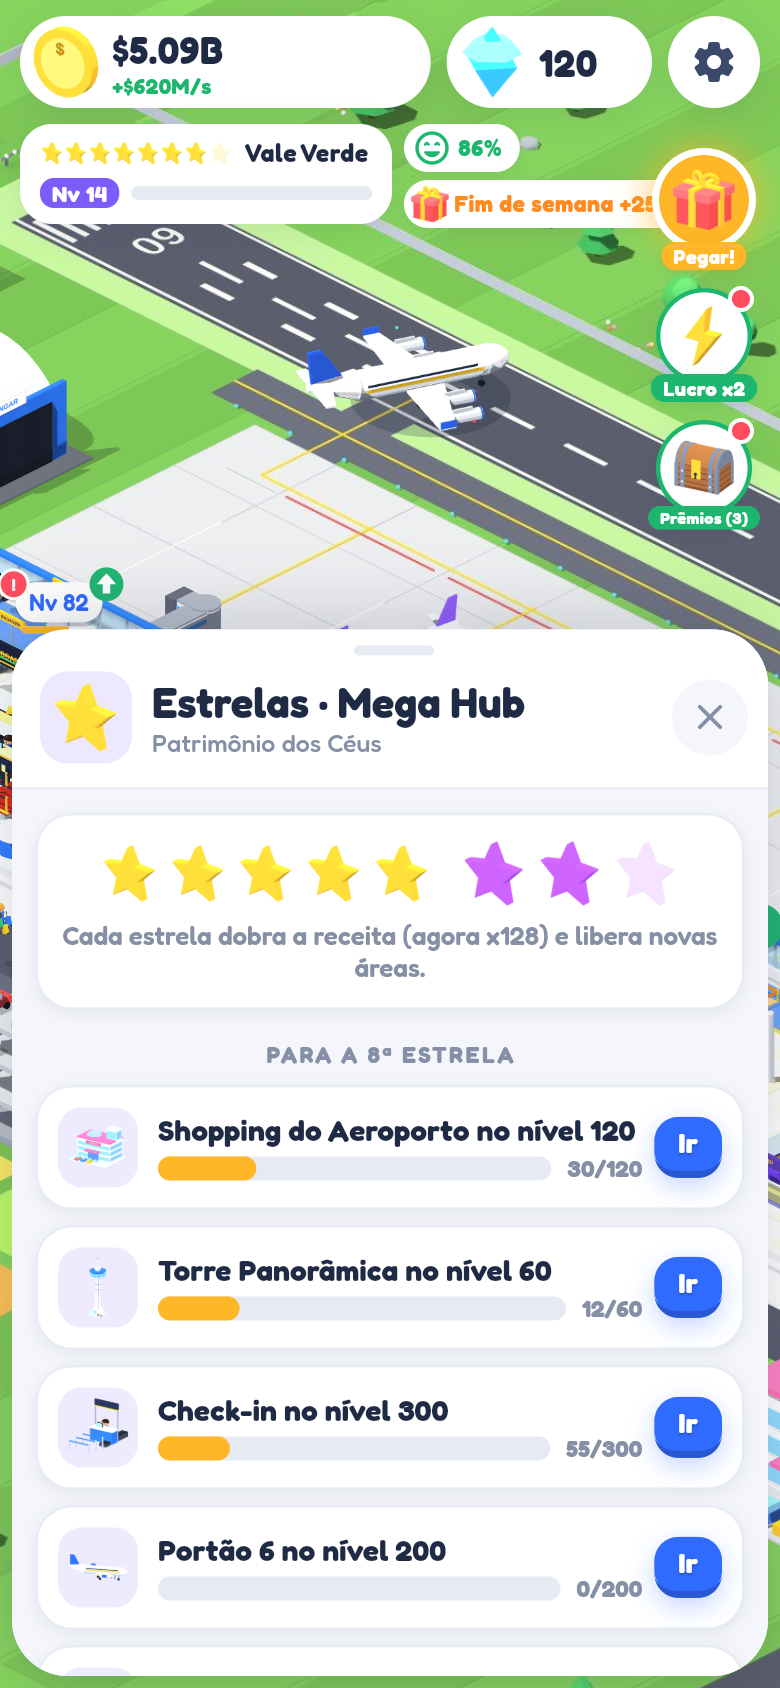 $5.09B
+$620M/s
120
Vale Verde
Nv 14
86%
Fim de semana +25
Pegar!
Lucro x2
Prêmios (3)
09
Nv 82
Estrelas · Mega Hub
Patrimônio dos Céus
Cada estrela dobra a receita (agora x128) e libera novas
áreas.
PARA A 8ª ESTRELA
Shopping do Aeroporto no nível 120
30/120
Ir
Torre Panorâmica no nível 60
12/60
Ir
Check-in no nível 300
55/300
Ir
Portão 6 no nível 200
0/200
Ir